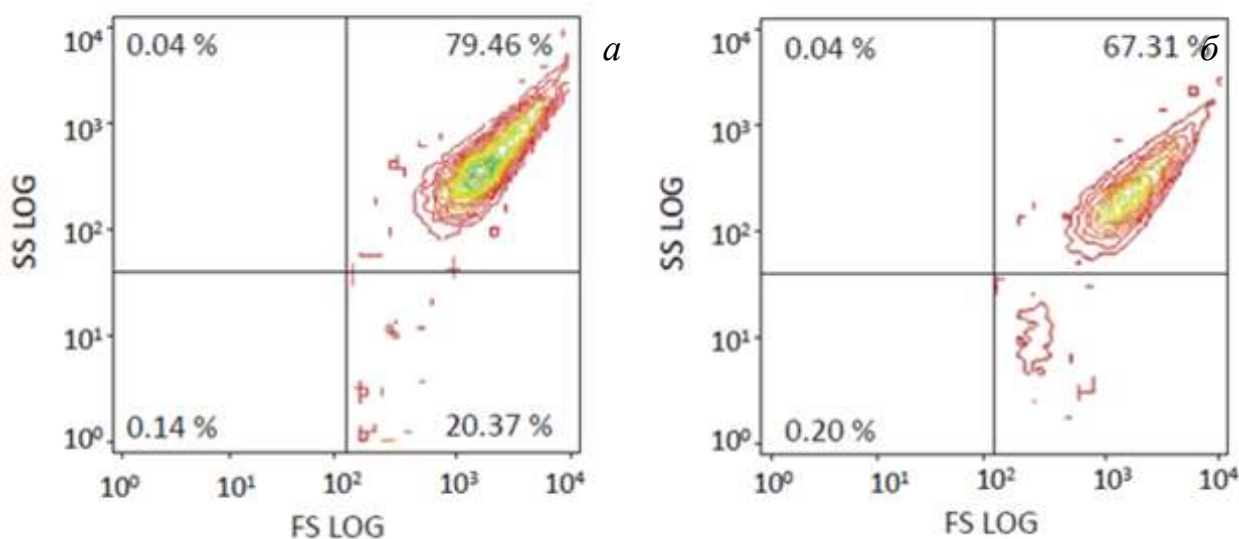 0.04 %
79.46 %
а
10⁴
10³
10²
10¹
10⁰
SS LOG
0.14 %
20.37 %
10⁰ 10¹ 10² 10³ 10⁴
FS LOG
0.04 %
67.31 %
б
10⁴
10³
10²
10¹
10⁰
SS LOG
0.20 %
10⁰ 10¹ 10² 10³ 10⁴
FS LOG